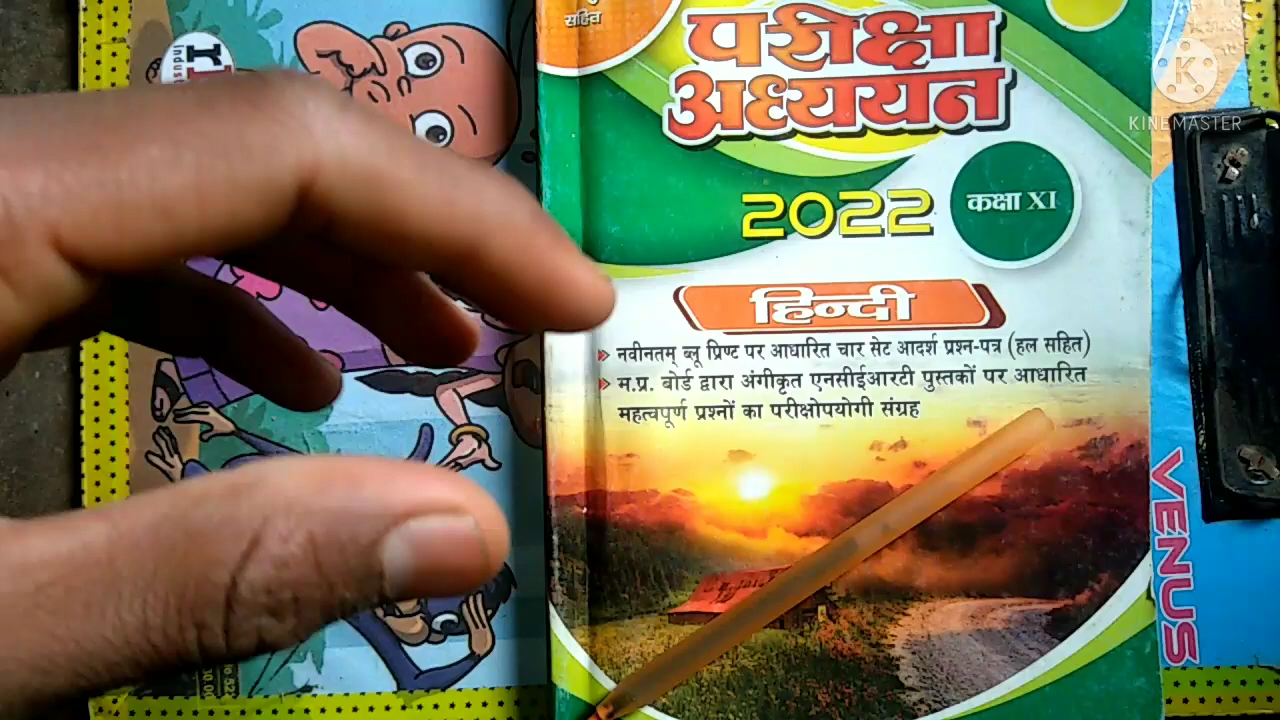 सहित
परीक्षा
अध्ययन
2022
कक्षा XI
हिन्दी
नवीनतम् ब्लू प्रिण्ट पर आधारित चार सेट आदर्श प्रश्न-पत्र (हल सहित)
म.प्र. बोर्ड द्वारा अंगीकृत एनसीईआरटी पुस्तकों पर आधारित
महत्वपूर्ण प्रश्नों का परीक्षोपयोगी संग्रह
K
KINEMASTER
VENUS